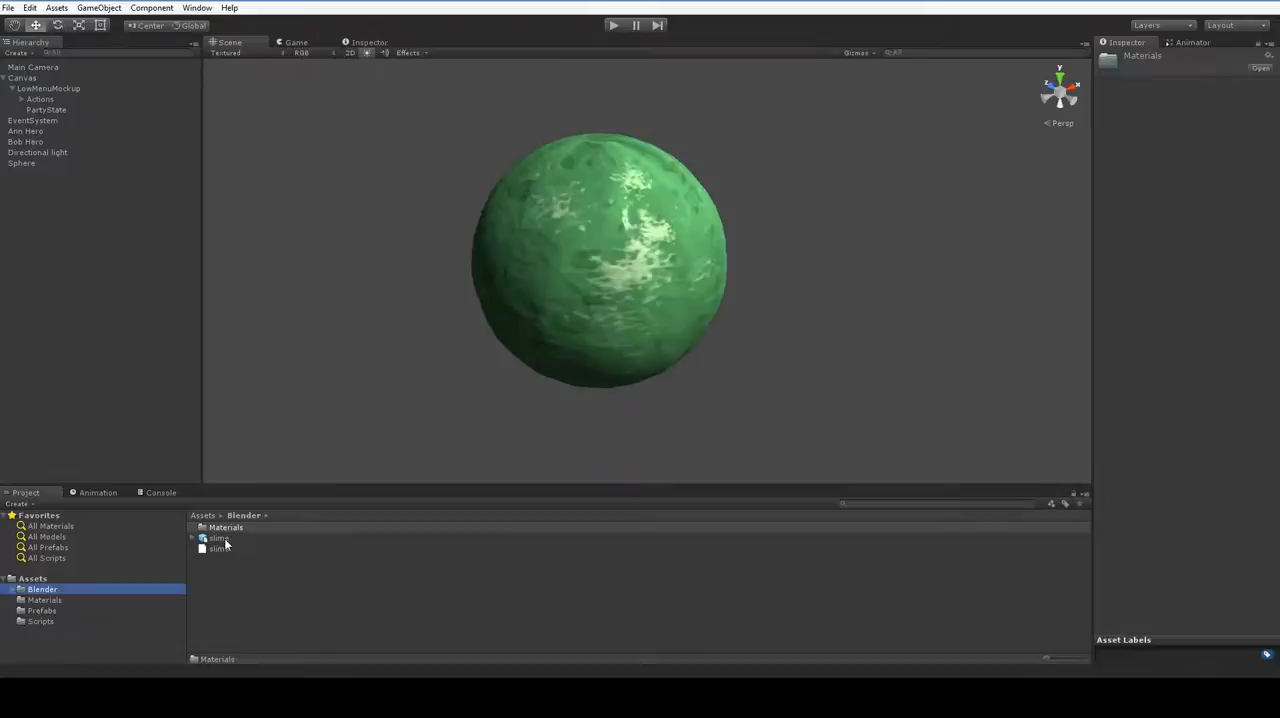 File Edit Assets GameObject Component Window Help
Center Global Layers Layout
Hierarchy Scene Game Inspector Inspector Animator
Create All Textured RGB 2D Effects Gizmos All
Materials
Open
Main Camera
Canvas
LowMenuMockup
Actions
PartyState
EventSystem
Ann Hero
Bob Hero
Directional light
Sphere
y
z x
Persp
Project Animation Console
Create
Favorites
All Materials
All Models
All Prefabs
All Scripts
Assets
Blender
Materials
Prefabs
Scripts
Assets Blender
Materials
slime
Materials
Asset Labels